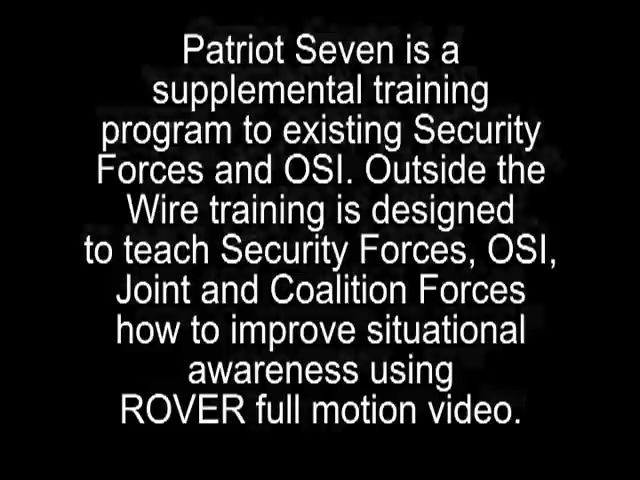 Patriot Seven is a
supplemental training
program to existing Security
Forces and OSI. Outside the
Wire training is designed
to teach Security Forces, OSI,
Joint and Coalition Forces
how to improve situational
awareness using
ROVER full motion video.